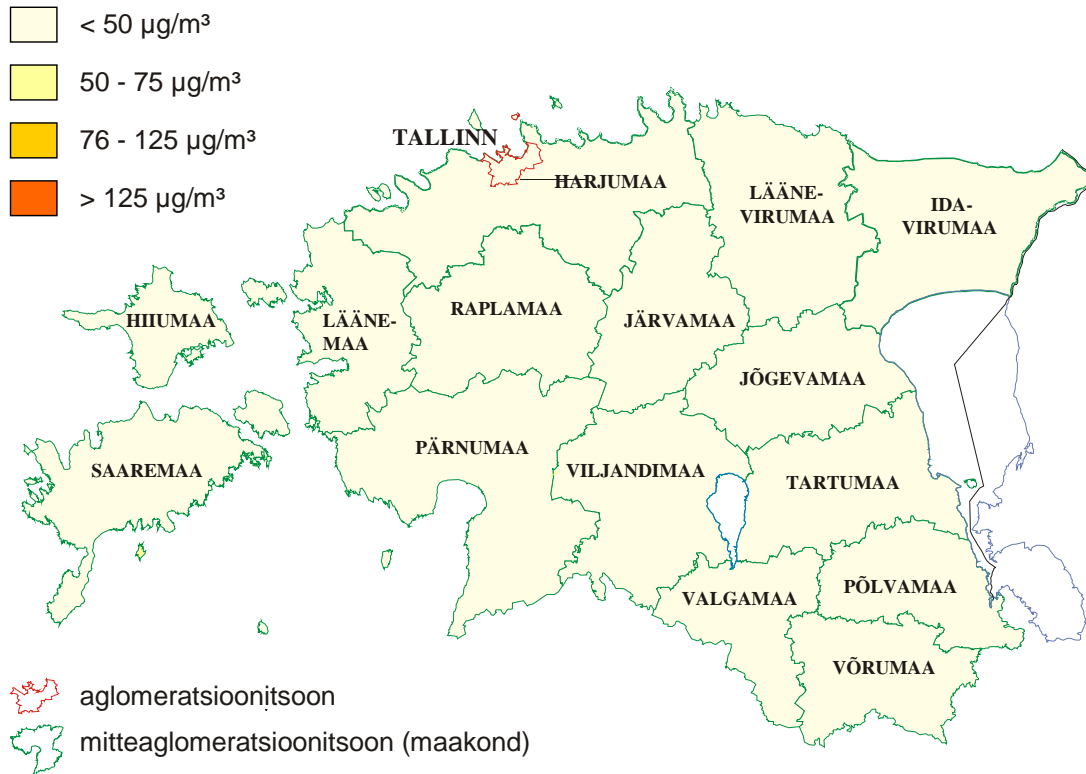 < 50 µg/m³
50 - 75 µg/m³
76 - 125 µg/m³
> 125 µg/m³
TALLINN
HARJUMAA
LÄÄNE-
VIRUMAA
IDA-
VIRUMAA
HIIUMAA
LÄÄNE-
MAA
RAPLAMAA
JÄRVAMAA
JÕGEVAMAA
SAAREMAA
PÄRNUMAA
VILJANDIMAA
TARTUMAA
VALGAMAA
PÕLVAMAA
VÕRUMAA
aglomeratsioonitsoon
mitteaglomeratsioonitsoon (maakond)